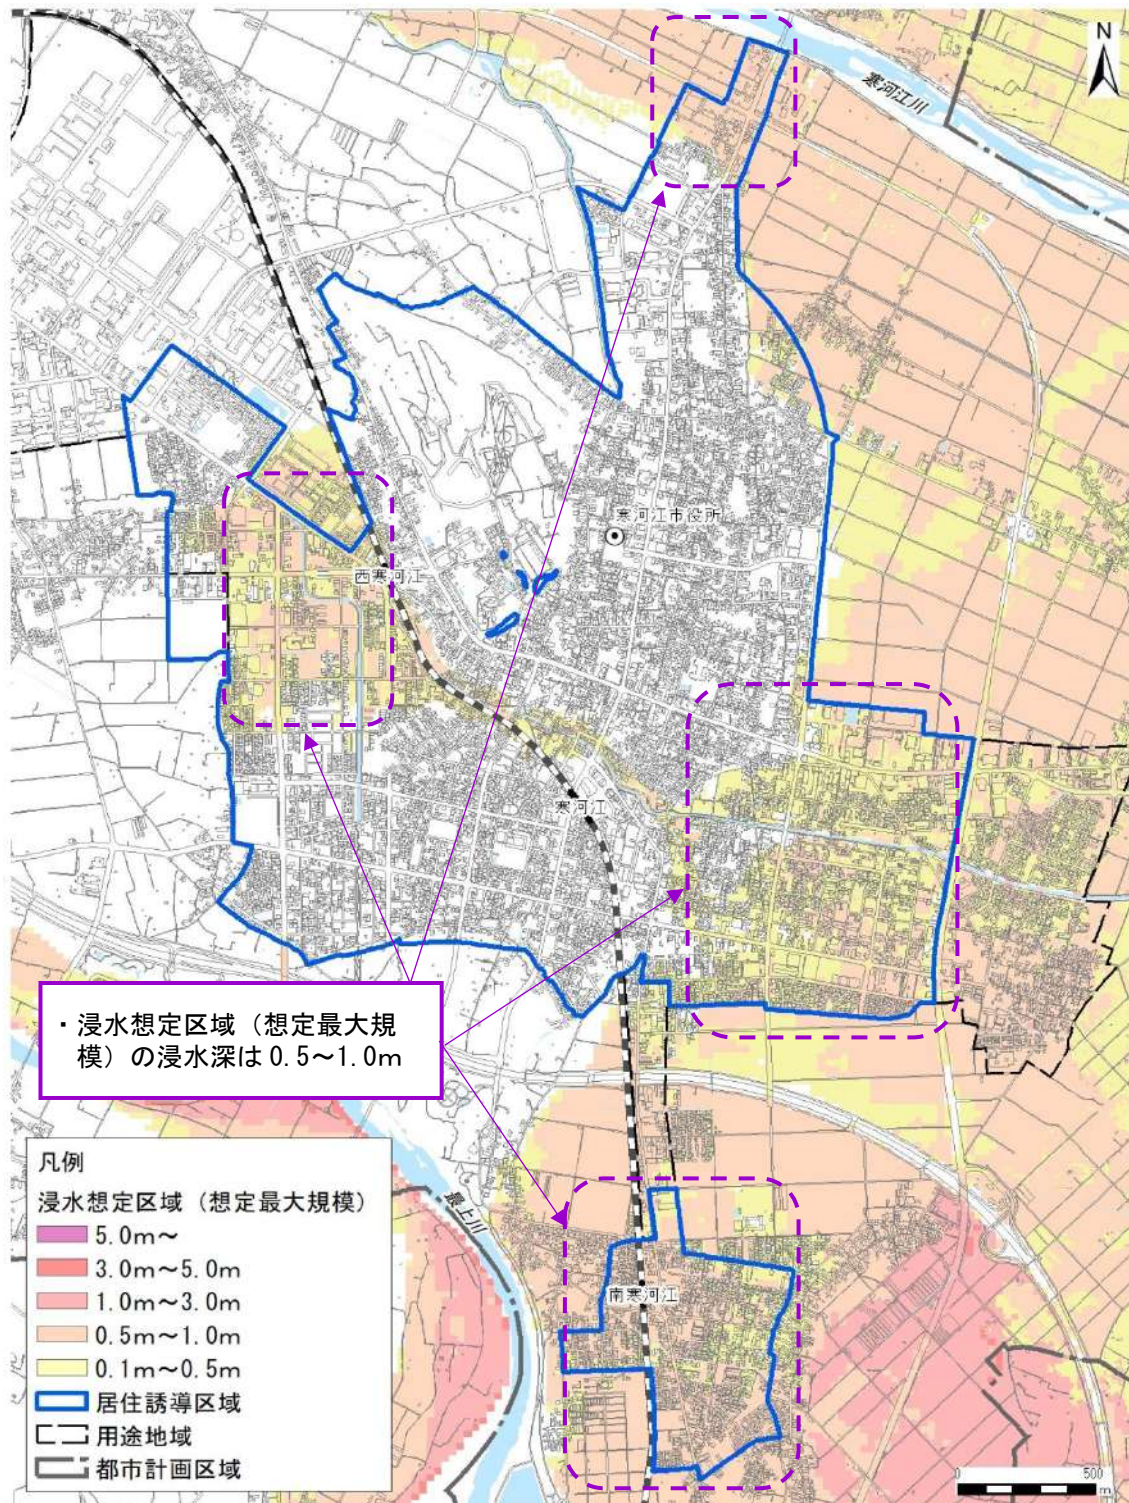 N
寒河江川
寒河江市役所
西寒河江
寒河江
・浸水想定区域（想定最大規
模）の浸水深は0.5～1.0m
凡例
浸水想定区域（想定最大規模）
5.0m～
3.0m～5.0m
1.0m～3.0m
0.5m～1.0m
0.1m～0.5m
居住誘導区域
用途地域
都市計画区域
最上川
南寒河江
0 500
m